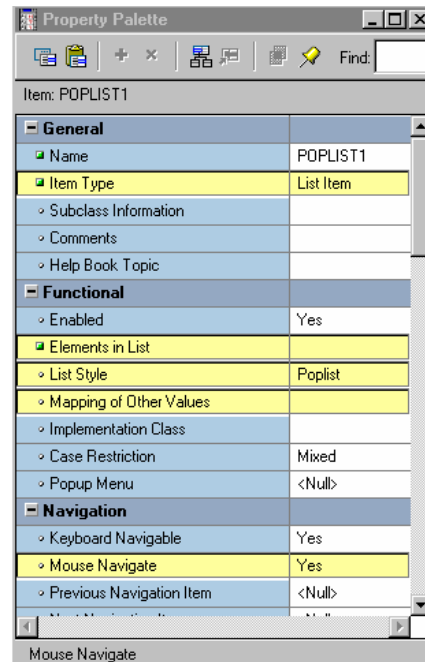 Property Palette
Find:
Item: POPLIST1
General
Name POPLIST1
Item Type List Item
Subclass Information
Comments
Help Book Topic
Functional
Enabled Yes
Elements in List
List Style Poplist
Mapping of Other Values
Implementation Class
Case Restriction Mixed
Popup Menu <Null>
Navigation
Keyboard Navigable Yes
Mouse Navigate Yes
Previous Navigation Item <Null>
Mouse Navigate